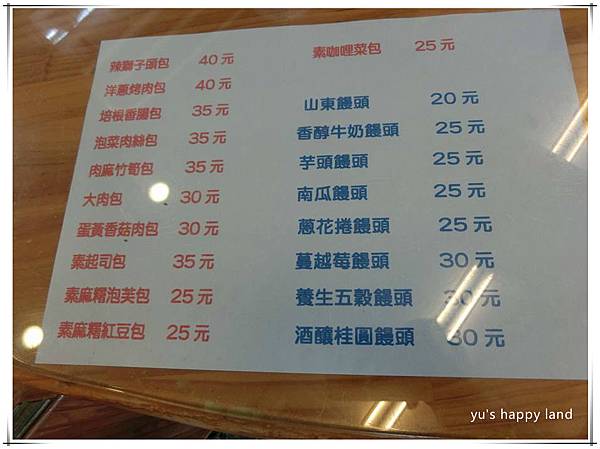 辣獅子頭包 40元
洋蔥烤肉包 40元
培根香腸包 35元
泡菜肉絲包 35元
肉麻竹筍包 35元
大肉包 30元
蛋黃香菇肉包 30元
素起司包 35元
素麻糬泡芙包 25元
素麻糬紅豆包 25元
素咖哩菜包 25元
山東饅頭 20元
香醇牛奶饅頭 25元
芋頭饅頭 25元
南瓜饅頭 25元
蔥花捲饅頭 25元
蔓越莓饅頭 30元
養生五穀饅頭 30元
酒釀桂圓饅頭 30元
yu's happy land